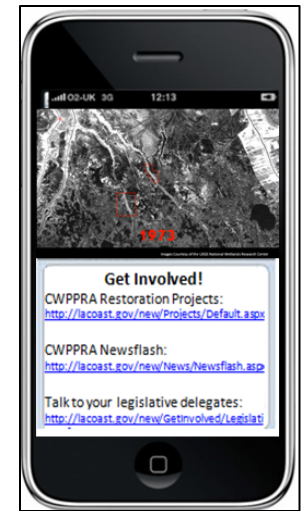 O2-UK 3G 12:13
1973
Images Courtesy of the USGS National Wetlands Research Center
Get Involved!
CWPPRA Restoration Projects:
http://lacoast.gov/new/Projects/Default.aspx
CWPPRA Newsflash:
http://lacoast.gov/new/News/Newsflash.asp
Talk to your legislative delegates:
http://lacoast.gov/new/GetInvolved/Legislati